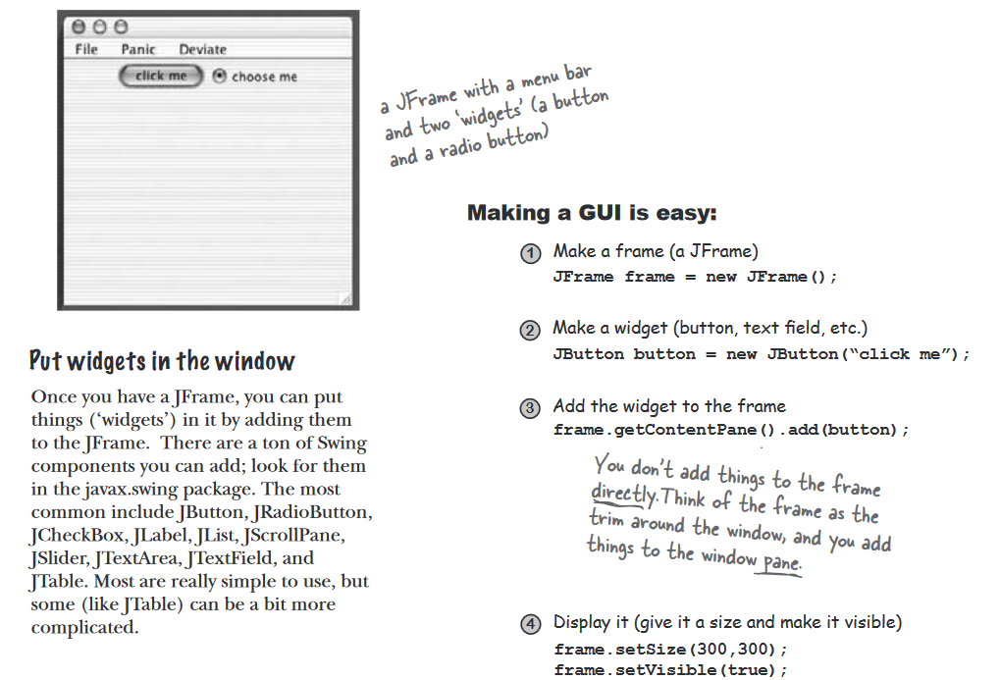 File Panic Deviate
click me choose me
a JFrame with a menu bar
and two ‘widgets’ (a button
and a radio button)
Put widgets in the window
Once you have a JFrame, you can put
things (‘widgets’) in it by adding them
to the JFrame.  There are a ton of Swing
components you can add; look for them
in the javax.swing package. The most
common include JButton, JRadioButton,
JCheckBox, JLabel, JList, JScrollPane,
JSlider, JTextArea, JTextField, and
JTable. Most are really simple to use, but
some (like JTable) can be a bit more
complicated.
Making a GUI is easy:
1 Make a frame (a JFrame)
JFrame frame = new JFrame();
2 Make a widget (button, text field, etc.)
JButton button = new JButton(“click me”);
3 Add the widget to the frame
frame.getContentPane().add(button);
You don’t add things to the frame
directly. Think of the frame as the
trim around the window, and you add
things to the window pane.
4 Display it (give it a size and make it visible)
frame.setSize(300,300);
frame.setVisible(true);